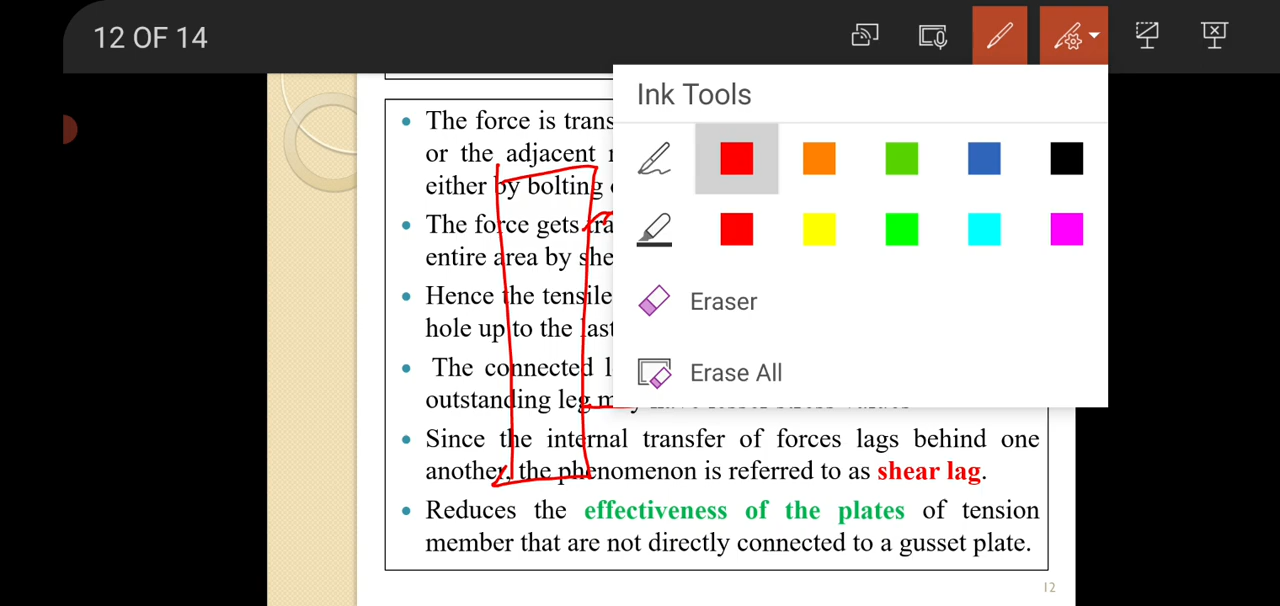 12 OF 14
Ink Tools
Eraser
Erase All
The force is
or the adjacent
either by bolting
The force gets
entire area by
Hence the tensile
hole up to the last
The connected
outstanding leg
Since the internal transfer of forces lags behind one
another, the phenomenon is referred to as shear lag.
Reduces the effectiveness of the plates of tension
member that are not directly connected to a gusset plate.
12